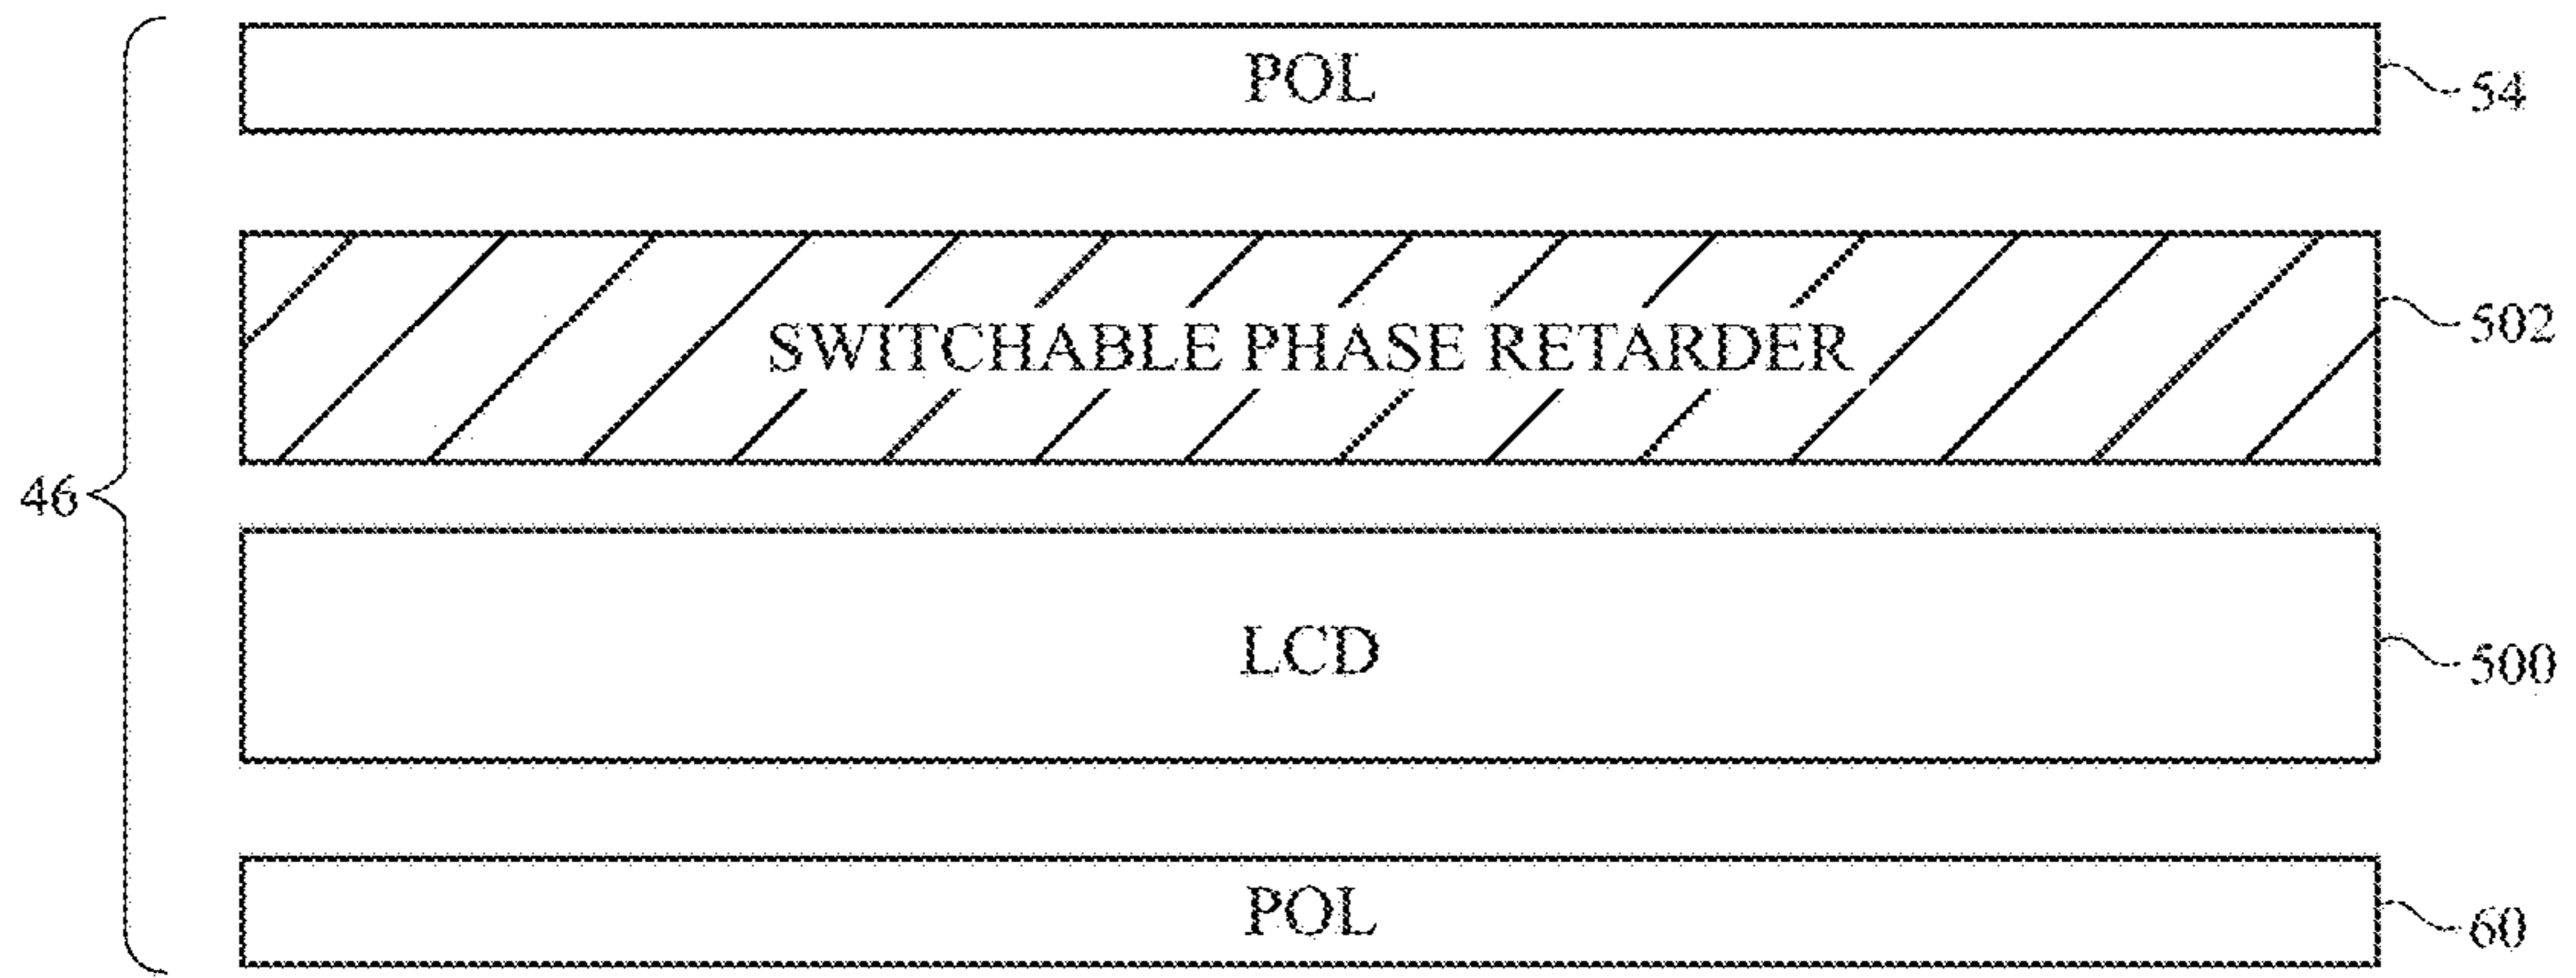 POL
54
SWITCHABLE PHASE RETARDER
502
46
LCD
500
POL
60